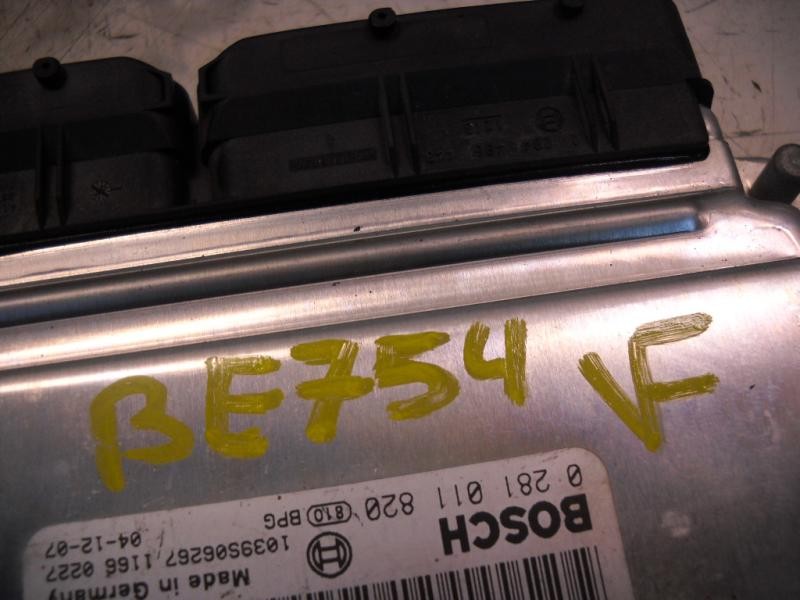 BE754 VF
0 281 011 820 810 BPG
BOSCH
1039S06267 1166 0227
04-12-07
Made in Germany